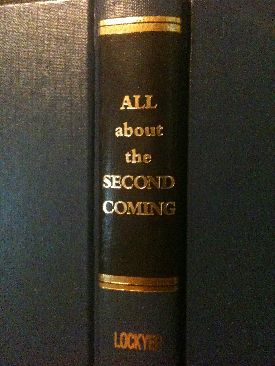 ALL
about
the
SECOND
COMING
LOCKYER